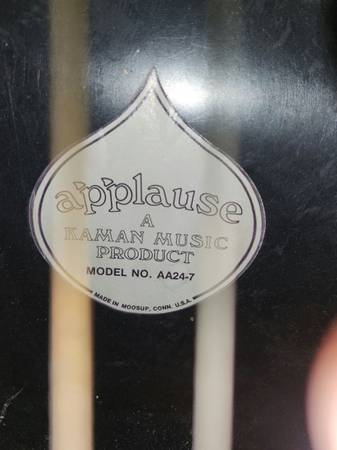 applause
A
KAMAN MUSIC
PRODUCT
MODEL NO. AA24-7
MADE IN MOOSUP, CONN. U.S.A.